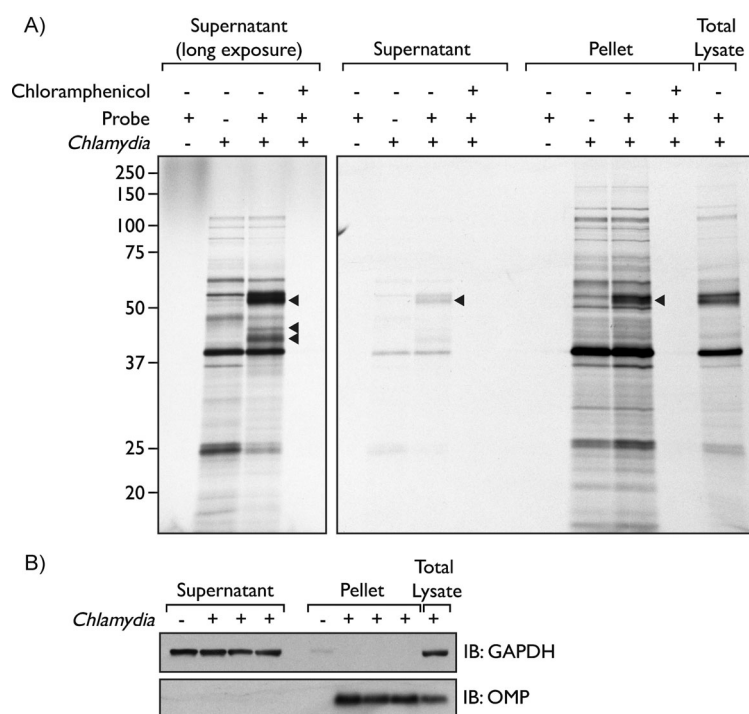 A)
Supernatant
(long exposure)
Supernatant
Pellet
Total
Lysate
Chloramphenicol - - - + - - - + - - - + -
Probe + - + + + - + + + - + + +
Chlamydia - + + + - + + + - + + + +
250
150
100
75
50
37
25
20
B)
Supernatant
Pellet
Total
Lysate
Chlamydia - + + + - + + + +
IB: GAPDH
IB: OMP